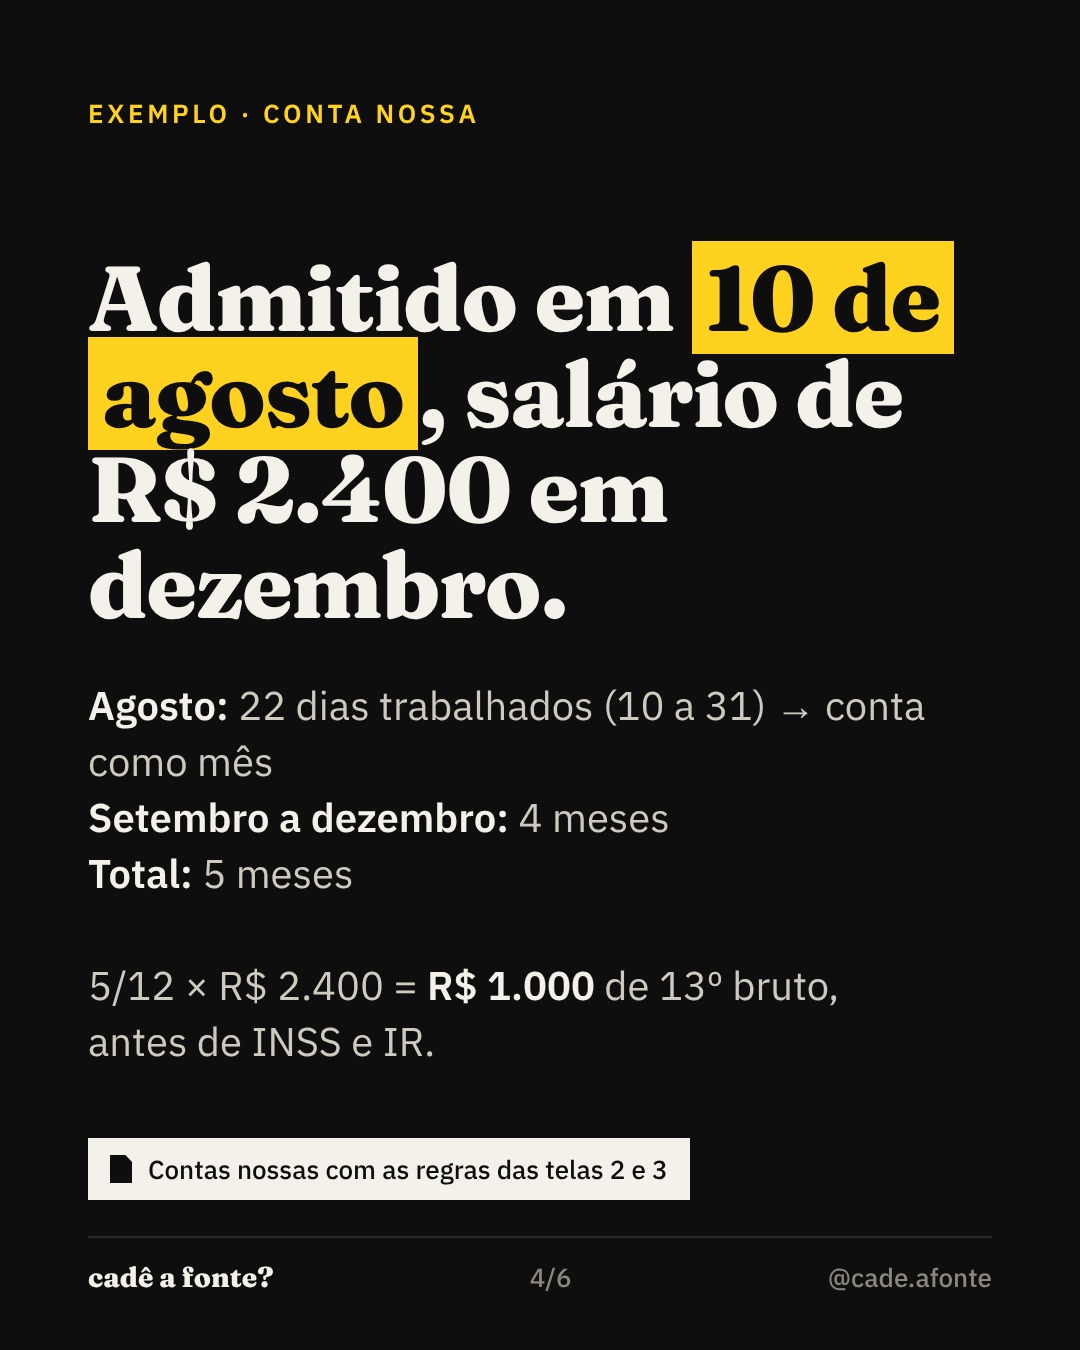 EXEMPLO · CONTA NOSSA
Admitido em 10 de
agosto, salário de
R$ 2.400 em
dezembro.
Agosto: 22 dias trabalhados (10 a 31) → conta
como mês
Setembro a dezembro: 4 meses
Total: 5 meses
5/12 × R$ 2.400 = R$ 1.000 de 13º bruto,
antes de INSS e IR.
Contas nossas com as regras das telas 2 e 3
cadê a fonte?
4/6
@cade.afonte